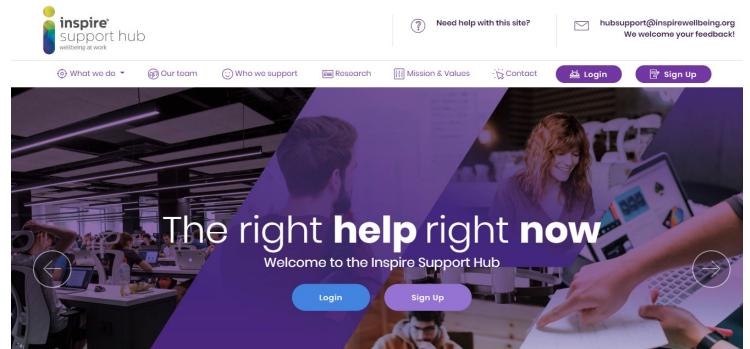 inspire
support hub
wellbeing at work
Need help with this site?
hubsupport@inspirewellbeing.org
We welcome your feedback!
What we do
Our team
Who we support
Research
Mission & Values
Contact
Login
Sign Up
The right help right now
Welcome to the Inspire Support Hub
Login
Sign Up